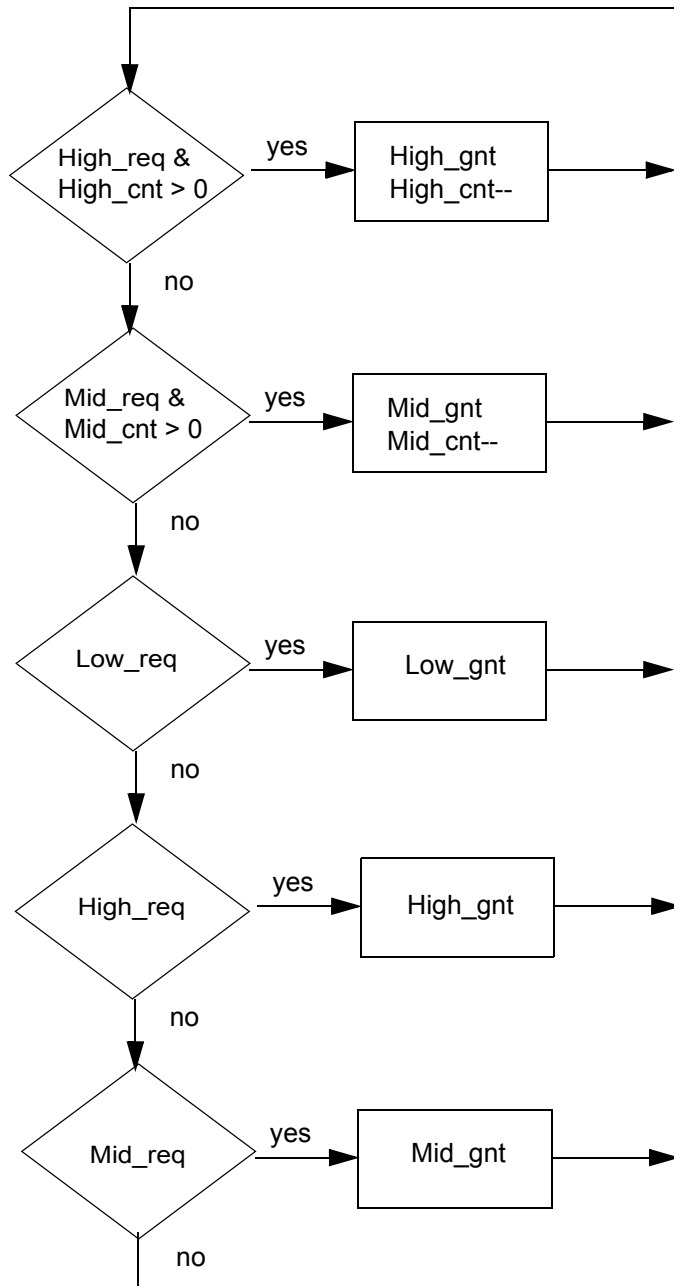 High_req &
High_cnt > 0
yes
High_gnt
High_cnt--
no
Mid_req &
Mid_cnt > 0
yes
Mid_gnt
Mid_cnt--
no
Low_req
yes
Low_gnt
no
High_req
yes
High_gnt
no
Mid_req
yes
Mid_gnt
no